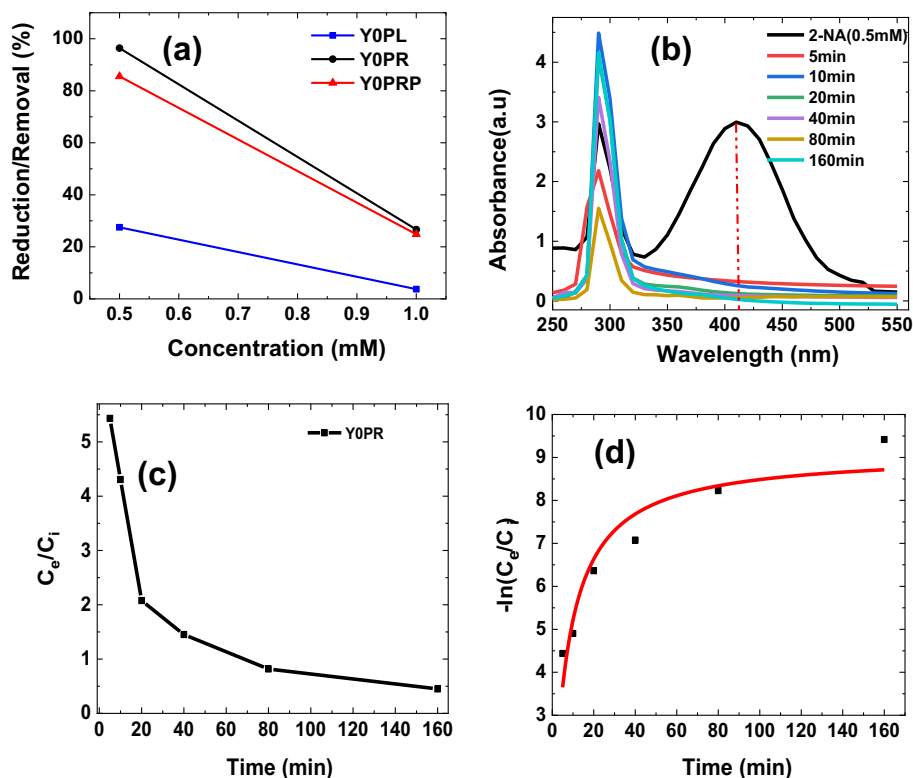 (a)
Y0PL
Y0PR
Y0PRP
Reduction/Removal (%)
100
80
60
40
20
0
0.5 0.6 0.7 0.8 0.9 1.0
Concentration (mM)
(b)
2-NA(0.5mM)
5min
10min
20min
40min
80min
160min
Absorbance(a.u)
4
3
2
1
0
250 300 350 400 450 500 550
Wavelength (nm)
(c)
Y0PR
Ce/Ci
5
4
3
2
1
0
0 20 40 60 80 100 120 140 160
Time (min)
(d)
-ln(Ce/Ci)
10
9
8
7
6
5
4
3
0 20 40 60 80 100 120 140 160
Time (min)